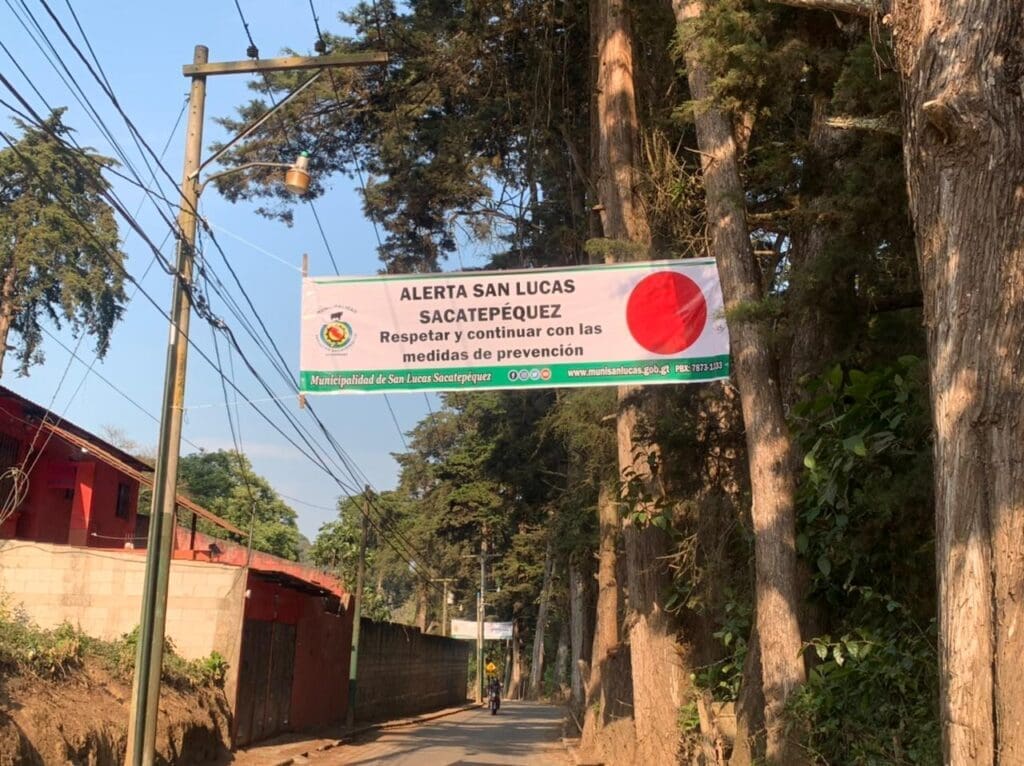 ALERTA SAN LUCAS
SACATEPÉQUEZ
Respetar y continuar con las
medidas de prevención
Municipalidad de San Lucas Sacatepéquez
www.munisanlucas.gob.gt PBX: 7873-